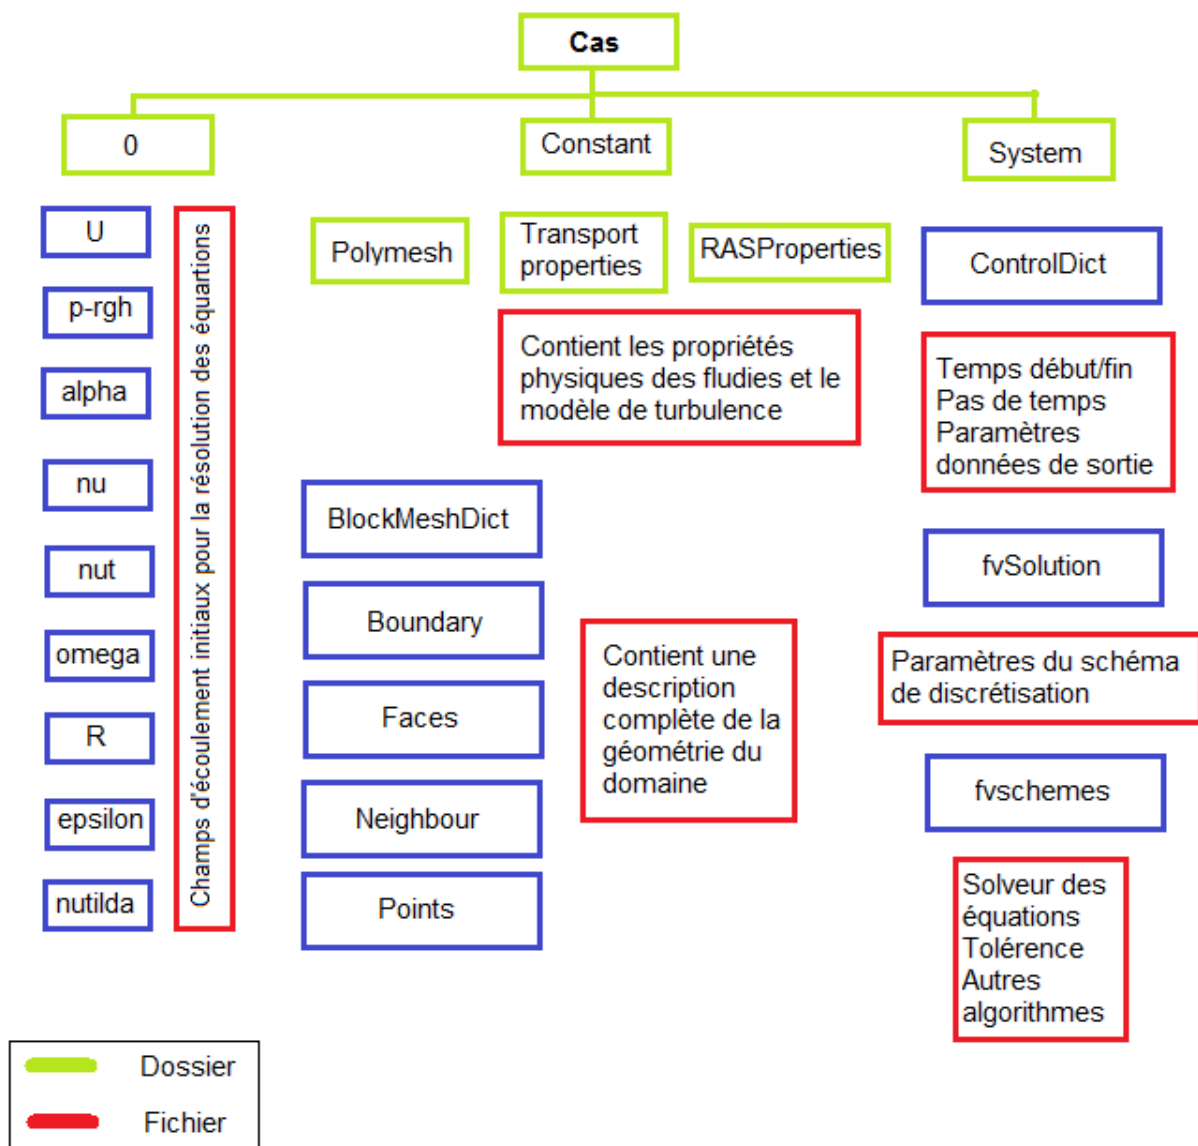 Cas
0
Constant
System
U
p-rgh
alpha
nu
nut
omega
R
epsilon
nutilda
Champs d'écoulement initiaux pour la résolution des équartions
Polymesh
Transport
properties
RASProperties
Contient les propriétés
physiques des fludies et le
modèle de turbulence
BlockMeshDict
Boundary
Faces
Neighbour
Points
Contient une
description
complète de la
géométrie du
domaine
ControlDict
Temps début/fin
Pas de temps
Paramètres
données de sortie
fvSolution
Paramètres du schéma
de discrétisation
fvschemes
Solveur des
équations
Tolérence
Autres
algorithmes
Dossier
Fichier